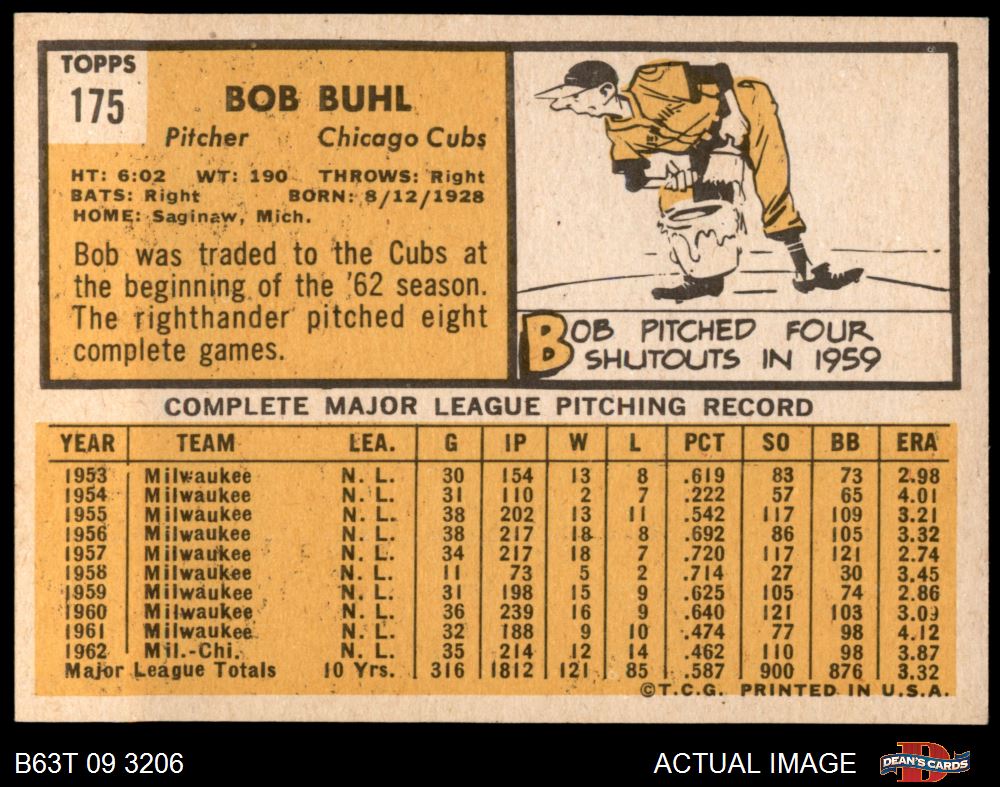 TOPPS
175
BOB BUHL
Pitcher Chicago Cubs
HT: 6:02 WT: 190 THROWS: Right
BATS: Right BORN: 8/12/1928
HOME: Saginaw, Mich.
Bob was traded to the Cubs at
the beginning of the '62 season.
The righthander pitched eight
complete games.
BOB PITCHED FOUR
SHUTOUTS IN 1959
COMPLETE MAJOR LEAGUE PITCHING RECORD
YEAR TEAM LEA. G IP W L PCT SO BB ERA
1953 Milwaukee N. L. 30 154 13 8 .619 83 73 2.98
1954 Milwaukee N. L. 31 110 2 7 .222 57 65 4.01
1955 Milwaukee N. L. 38 202 13 11 .542 117 109 3.21
1956 Milwaukee N. L. 38 217 18 8 .692 86 105 3.32
1957 Milwaukee N. L. 34 217 18 7 .720 117 121 2.74
1958 Milwaukee N. L. 11 73 5 2 .714 27 30 3.45
1959 Milwaukee N. L. 31 198 15 9 .625 105 74 2.86
1960 Milwaukee N. L. 36 239 16 9 .640 121 103 3.09
1961 Milwaukee N. L. 32 188 9 10 .474 77 98 4.12
1962 Mil.-Chi. N. L. 35 214 12 14 .462 110 98 3.87
Major League Totals 10 Yrs. 316 1812 121 85 .587 900 876 3.32
©T.C.G. PRINTED IN U.S.A.
B63T 09 3206 ACTUAL IMAGE DEAN'S CARDS